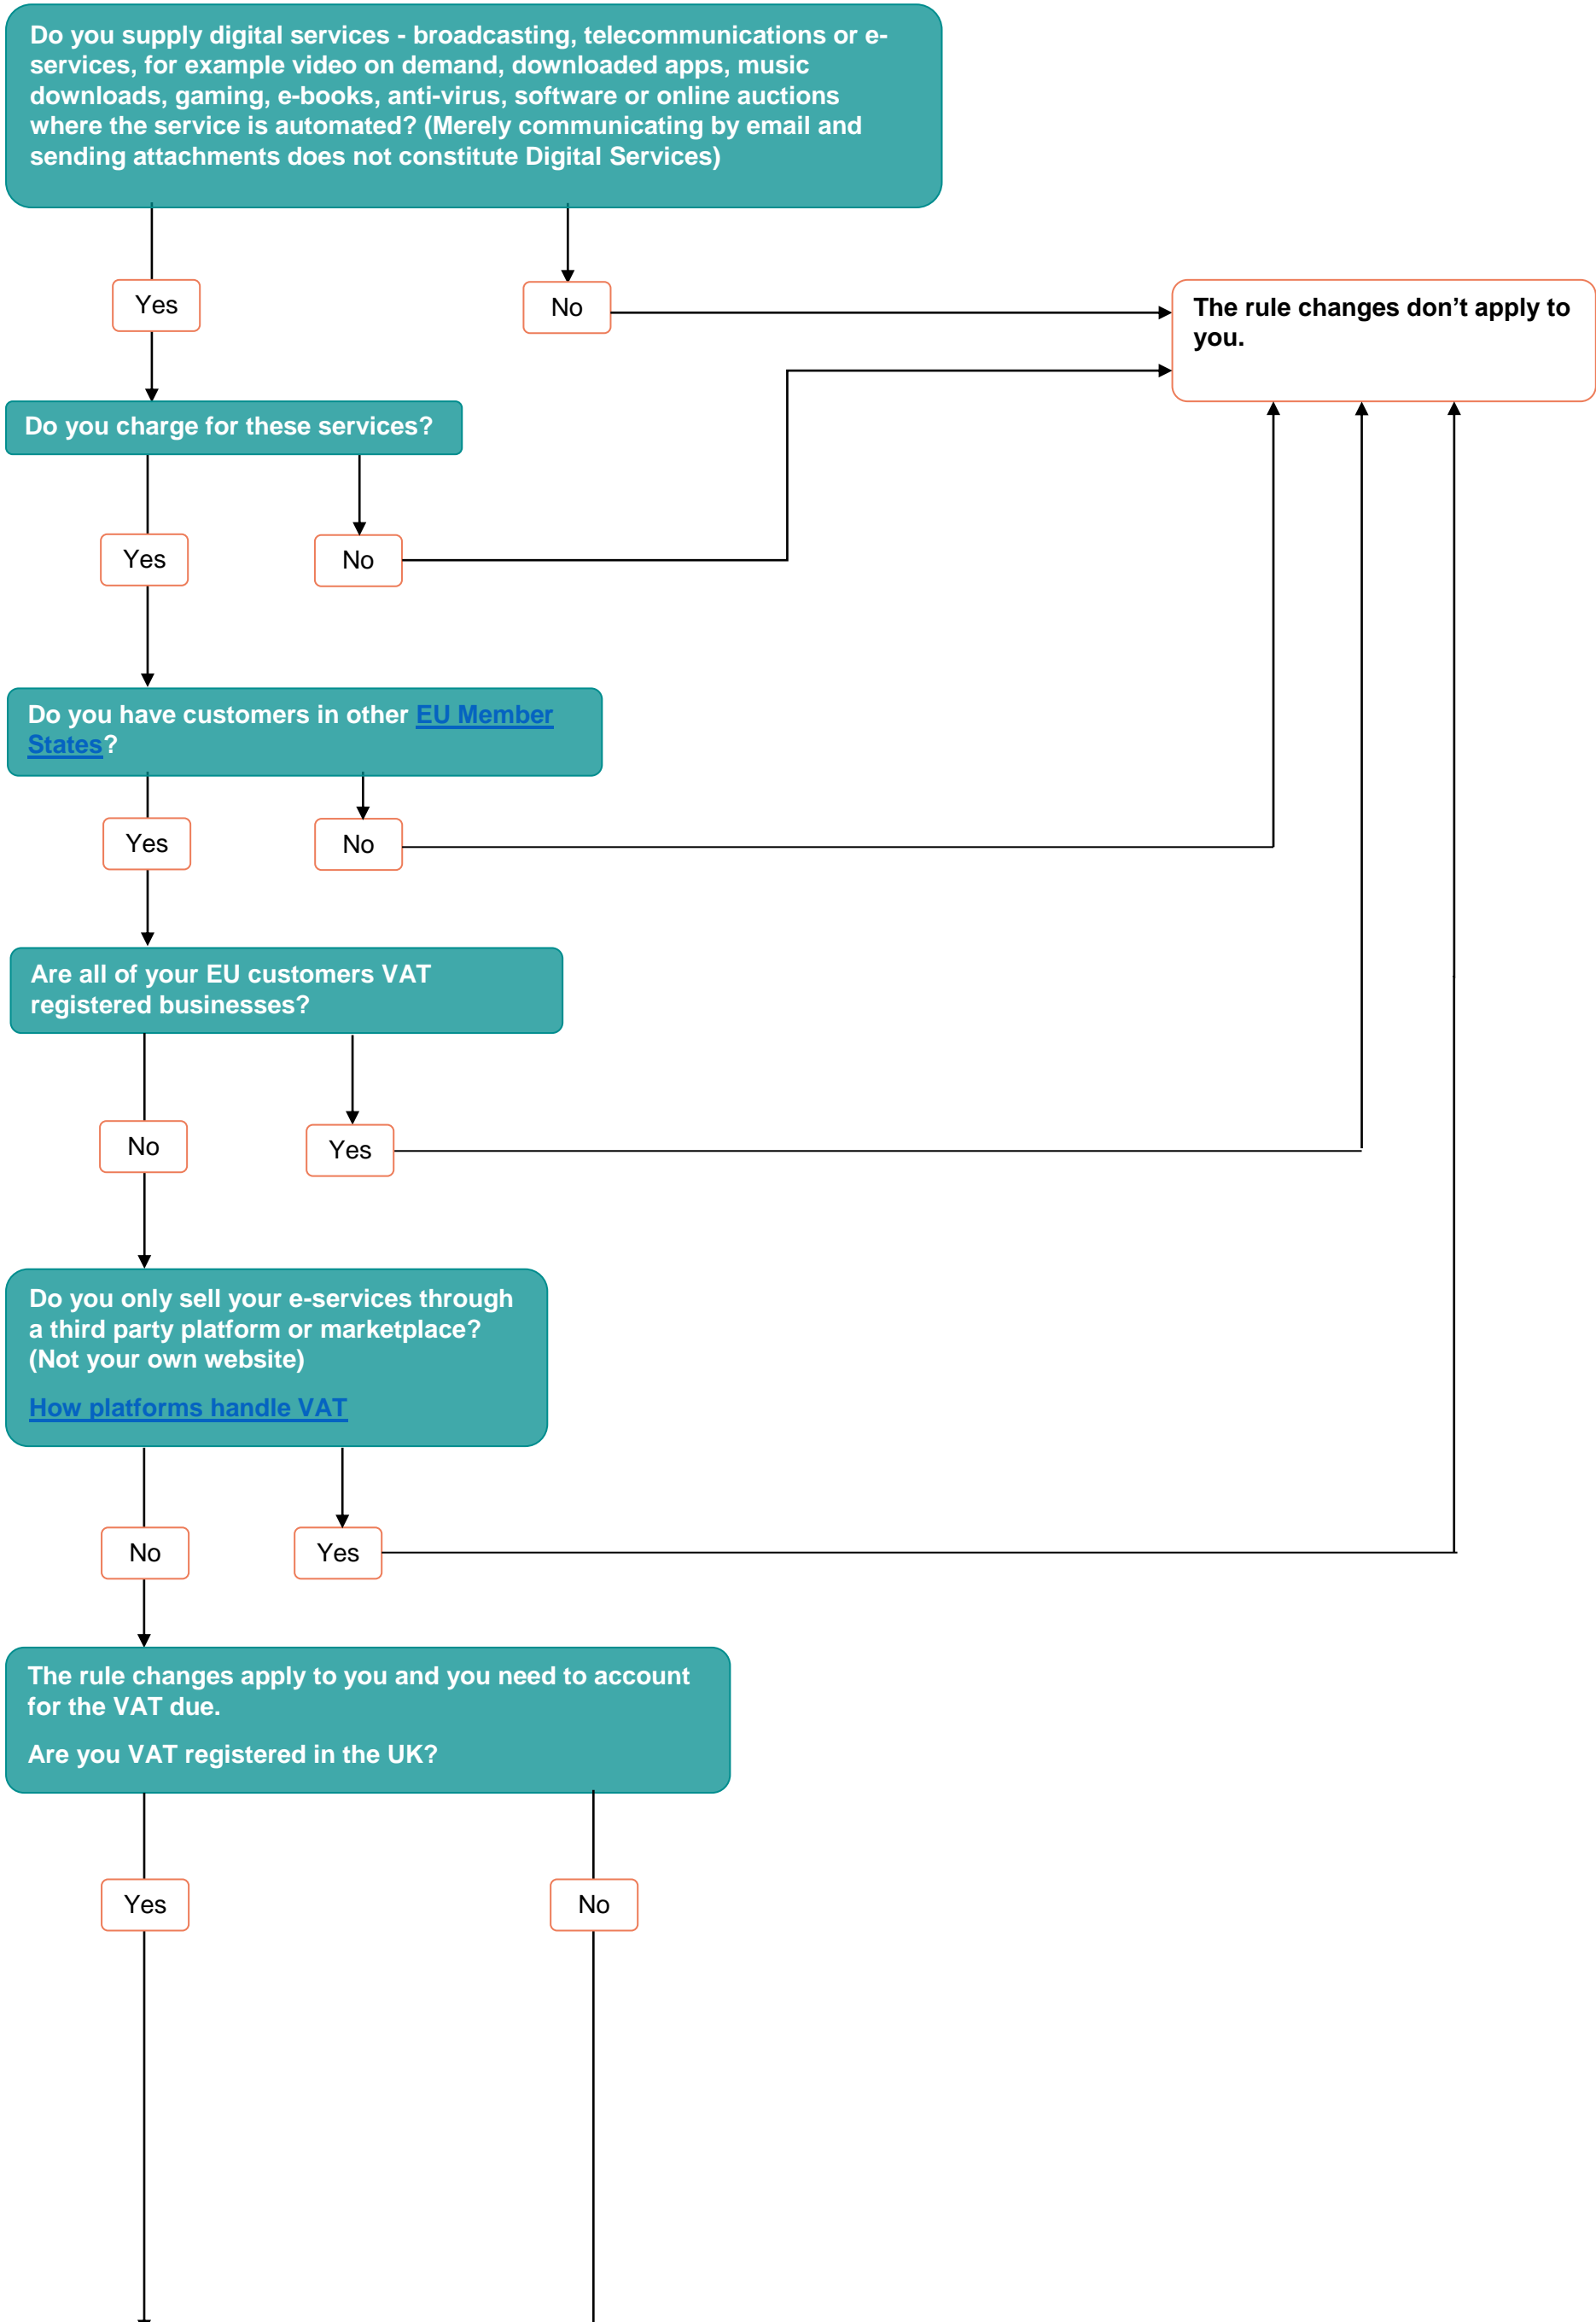 Do you supply digital services - broadcasting, telecommunications or e-
services, for example video on demand, downloaded apps, music
downloads, gaming, e-books, anti-virus, software or online auctions
where the service is automated? (Merely communicating by email and
sending attachments does not constitute Digital Services)
Yes
No
The rule changes don’t apply to
you.
Do you charge for these services?
Yes
No
Do you have customers in other EU Member
States?
Yes
No
Are all of your EU customers VAT
registered businesses?
No
Yes
Do you only sell your e-services through
a third party platform or marketplace?
(Not your own website)
How platforms handle VAT
No
Yes
The rule changes apply to you and you need to account
for the VAT due.
Are you VAT registered in the UK?
Yes
No